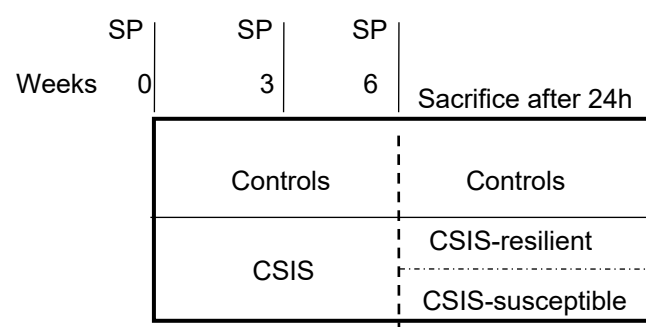 SP SP SP
Weeks 0 3 6 Sacrifice after 24h
Controls Controls
CSIS CSIS-resilient
CSIS-susceptible